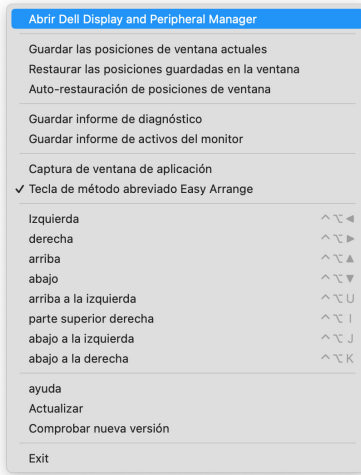 Abrir Dell Display and Peripheral Manager
Guardar las posiciones de ventana actuales
Restaurar las posiciones guardadas en la ventana
Auto-restauración de posiciones de ventana
Guardar informe de diagnóstico
Guardar informe de activos del monitor
Captura de ventana de aplicación
✓ Tecla de método abreviado Easy Arrange
Izquierda ^⌥◀
derecha ^⌥▶
arriba ^⌥▲
abajo ^⌥▼
arriba a la izquierda ^⌥U
parte superior derecha ^⌥I
abajo a la izquierda ^⌥J
abajo a la derecha ^⌥K
ayuda
Actualizar
Comprobar nueva versión
Exit